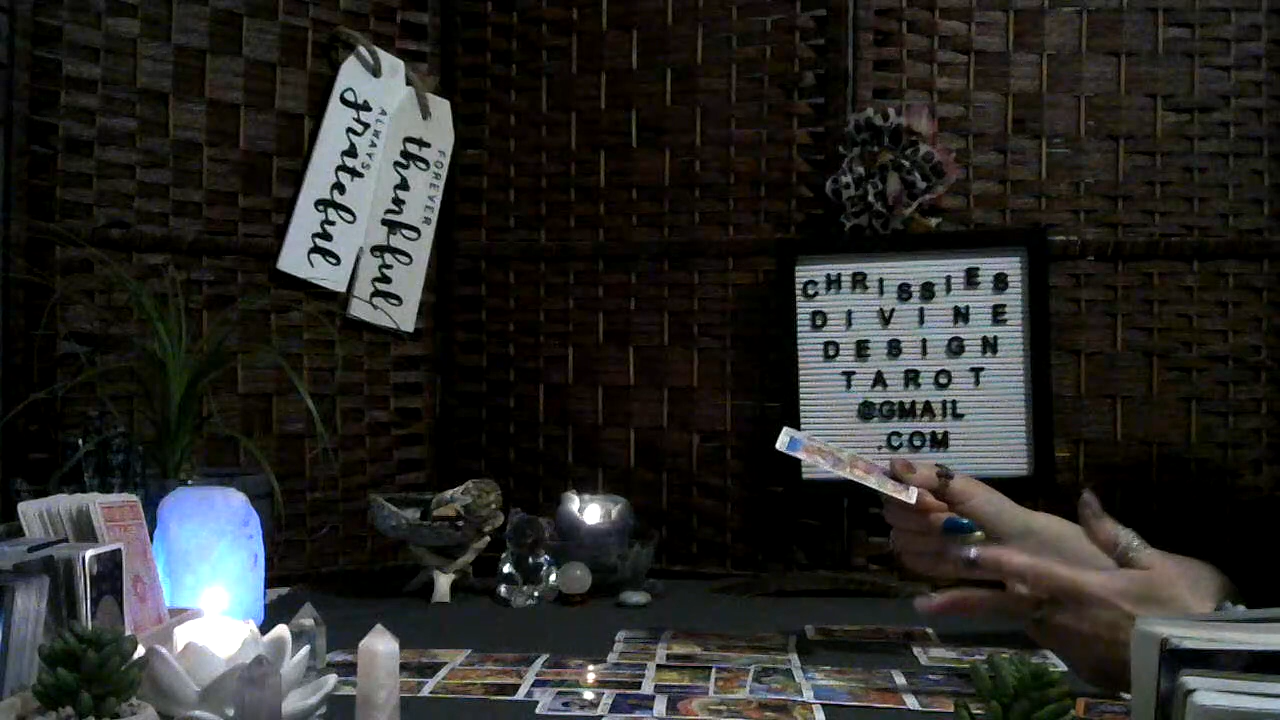 ALWAYS
grateful
FOREVER
thankful
CHRISSIES
DIVINE
DESIGN
TAROT
@GMAIL
.COM